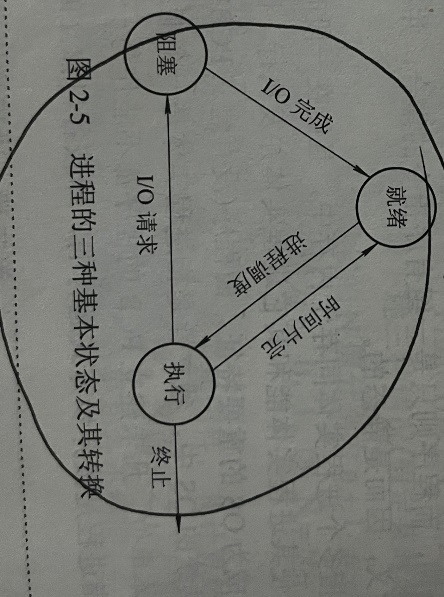 就绪
I/O 完成
进程调度
时间片完
阻塞
I/O 请求
执行
终止
图 2-5 进程的三种基本状态及其转换